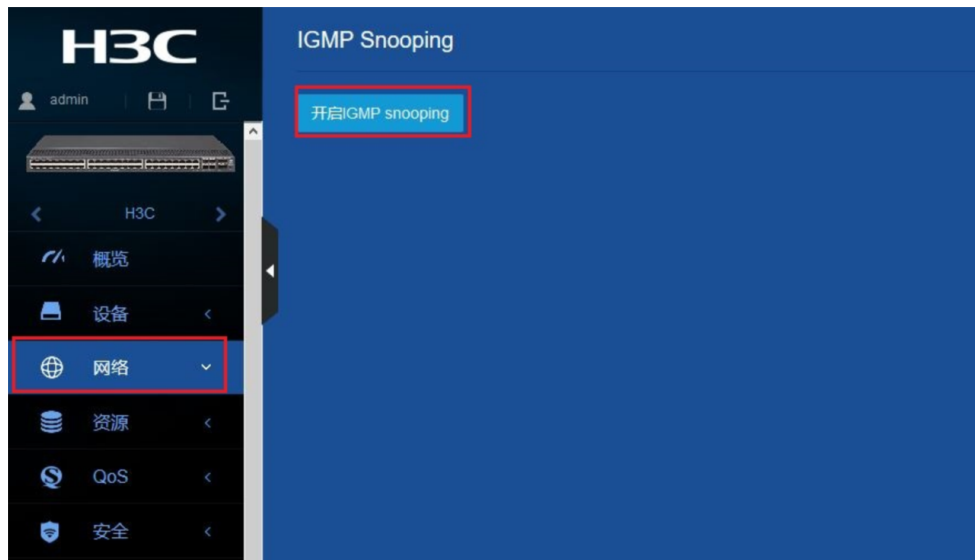 H3C
admin
H3C
概览
设备
网络
资源
QoS
安全
IGMP Snooping
开启IGMP snooping